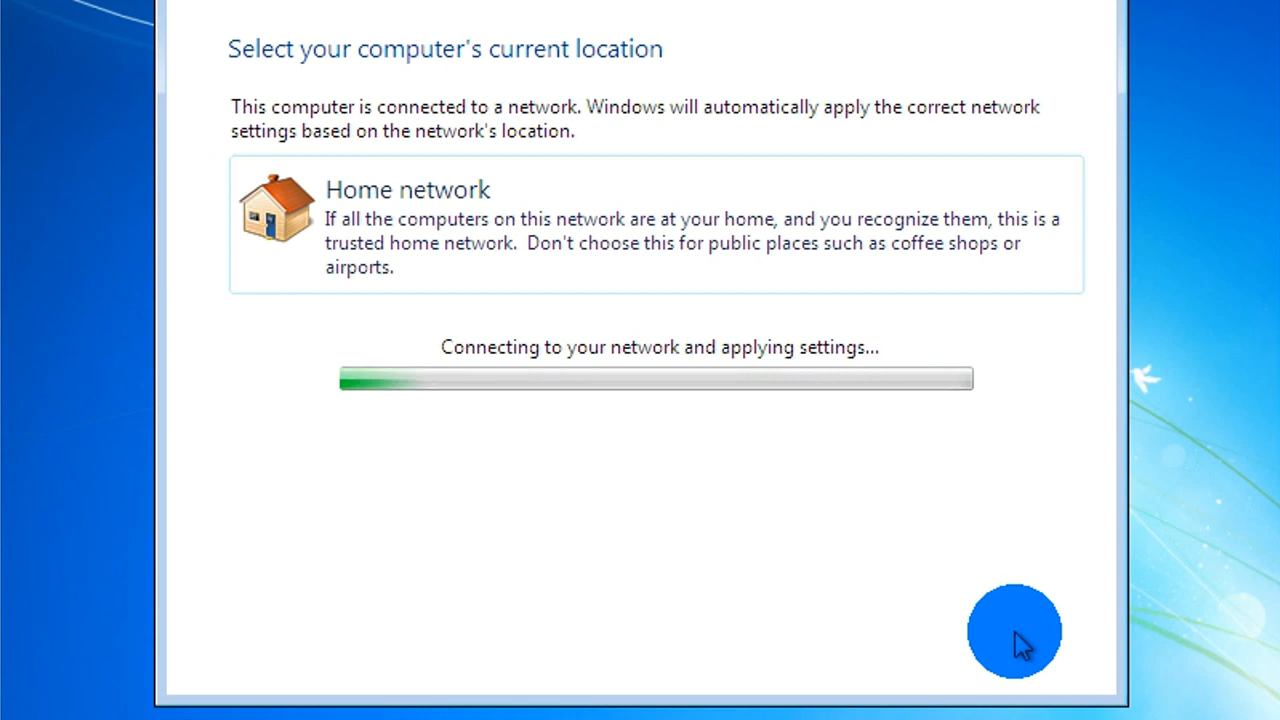 Select your computer's current location
This computer is connected to a network. Windows will automatically apply the correct network
settings based on the network's location.
Home network
If all the computers on this network are at your home, and you recognize them, this is a
trusted home network.  Don't choose this for public places such as coffee shops or
airports.
Connecting to your network and applying settings...